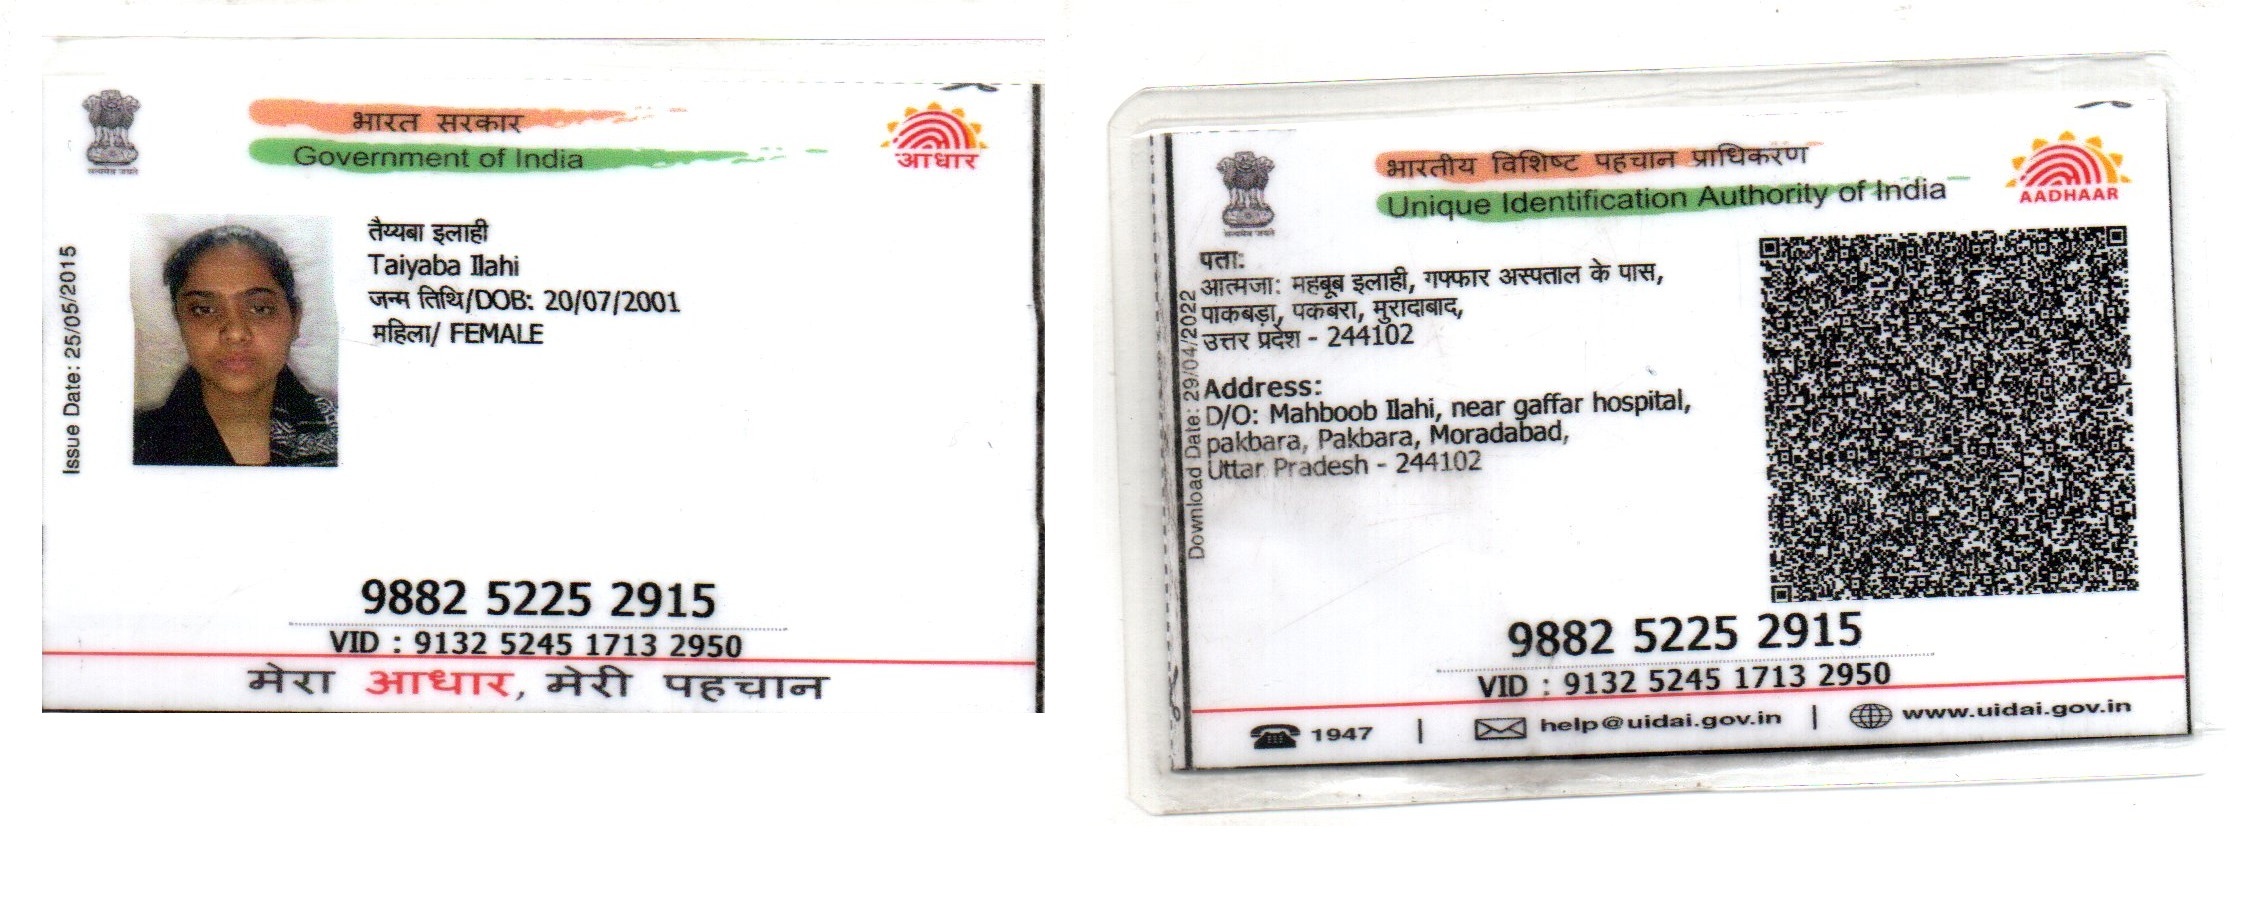 भारत सरकार
Government of India
आधार
Issue Date: 25/05/2015
तैय्यबा इलाही
Taiyaba Ilahi
जन्म तिथि/DOB: 20/07/2001
महिला/ FEMALE
9882 5225 2915
VID : 9132 5245 1713 2950
मेरा आधार, मेरी पहचान
भारतीय विशिष्ट पहचान प्राधिकरण
Unique Identification Authority of India
AADHAAR
Download Date: 29/04/2022
पता:
आत्मजा: महबूब इलाही, गफ्फार अस्पताल के पास,
पाकबड़ा, पकबरा, मुरादाबाद,
उत्तर प्रदेश - 244102
Address:
D/O: Mahboob Ilahi, near gaffar hospital,
pakbara, Pakbara, Moradabad,
Uttar Pradesh - 244102
9882 5225 2915
VID : 9132 5245 1713 2950
1947 | help@uidai.gov.in | www.uidai.gov.in